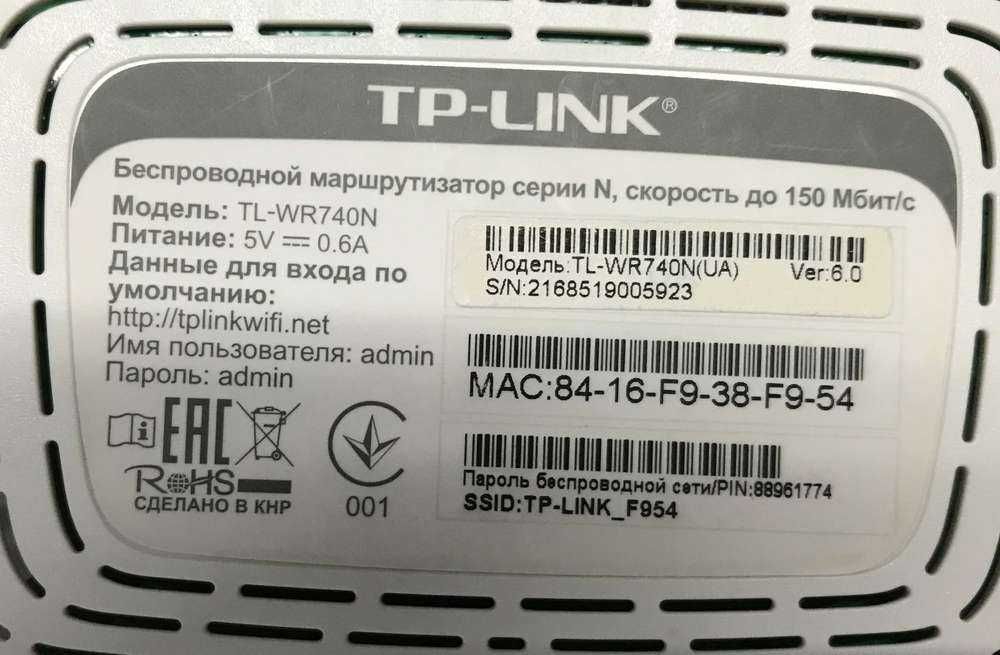 TP-LINK®
Беспроводной маршрутизатор серии N, скорость до 150 Мбит/с
Модель: TL-WR740N
Питание: 5V ⎓ 0.6A
Данные для входа по
умолчанию:
http://tplinkwifi.net
Имя пользователя: admin
Пароль: admin
EAC
RoHS
СДЕЛАНО В КНР
001
Модель:TL-WR740N(UA) Ver:6.0
S/N:2168519005923
MAC:84-16-F9-38-F9-54
Пароль беспроводной сети/PIN:88961774
SSID:TP-LINK_F954